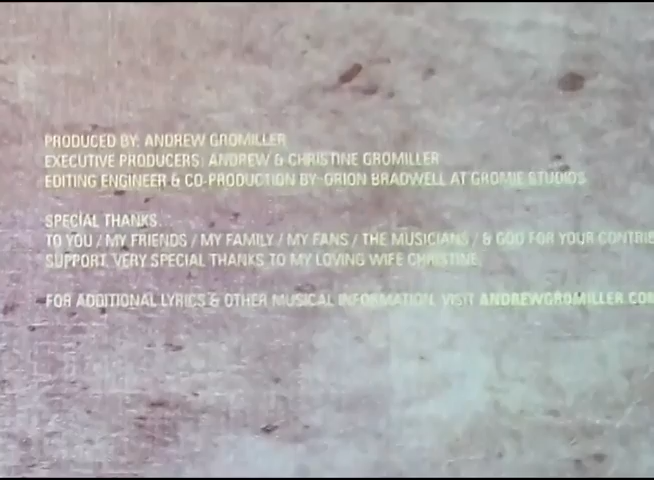 PRODUCED BY: ANDREW GROMILLER
EXECUTIVE PRODUCERS: ANDREW & CHRISTINE GROMILLER
EDITING ENGINEER & CO-PRODUCTION BY: ORION BRADWELL AT GROMIE STUDIOS
SPECIAL THANKS:
TO YOU / MY FRIENDS / MY FAMILY / MY FANS / THE MUSICIANS / & GOD FOR YOUR CONTRIB
SUPPORT. VERY SPECIAL THANKS TO MY LOVING WIFE CHRISTINE.
FOR ADDITIONAL LYRICS & OTHER MUSICAL INFORMATION, VISIT ANDREWGROMILLER.COM